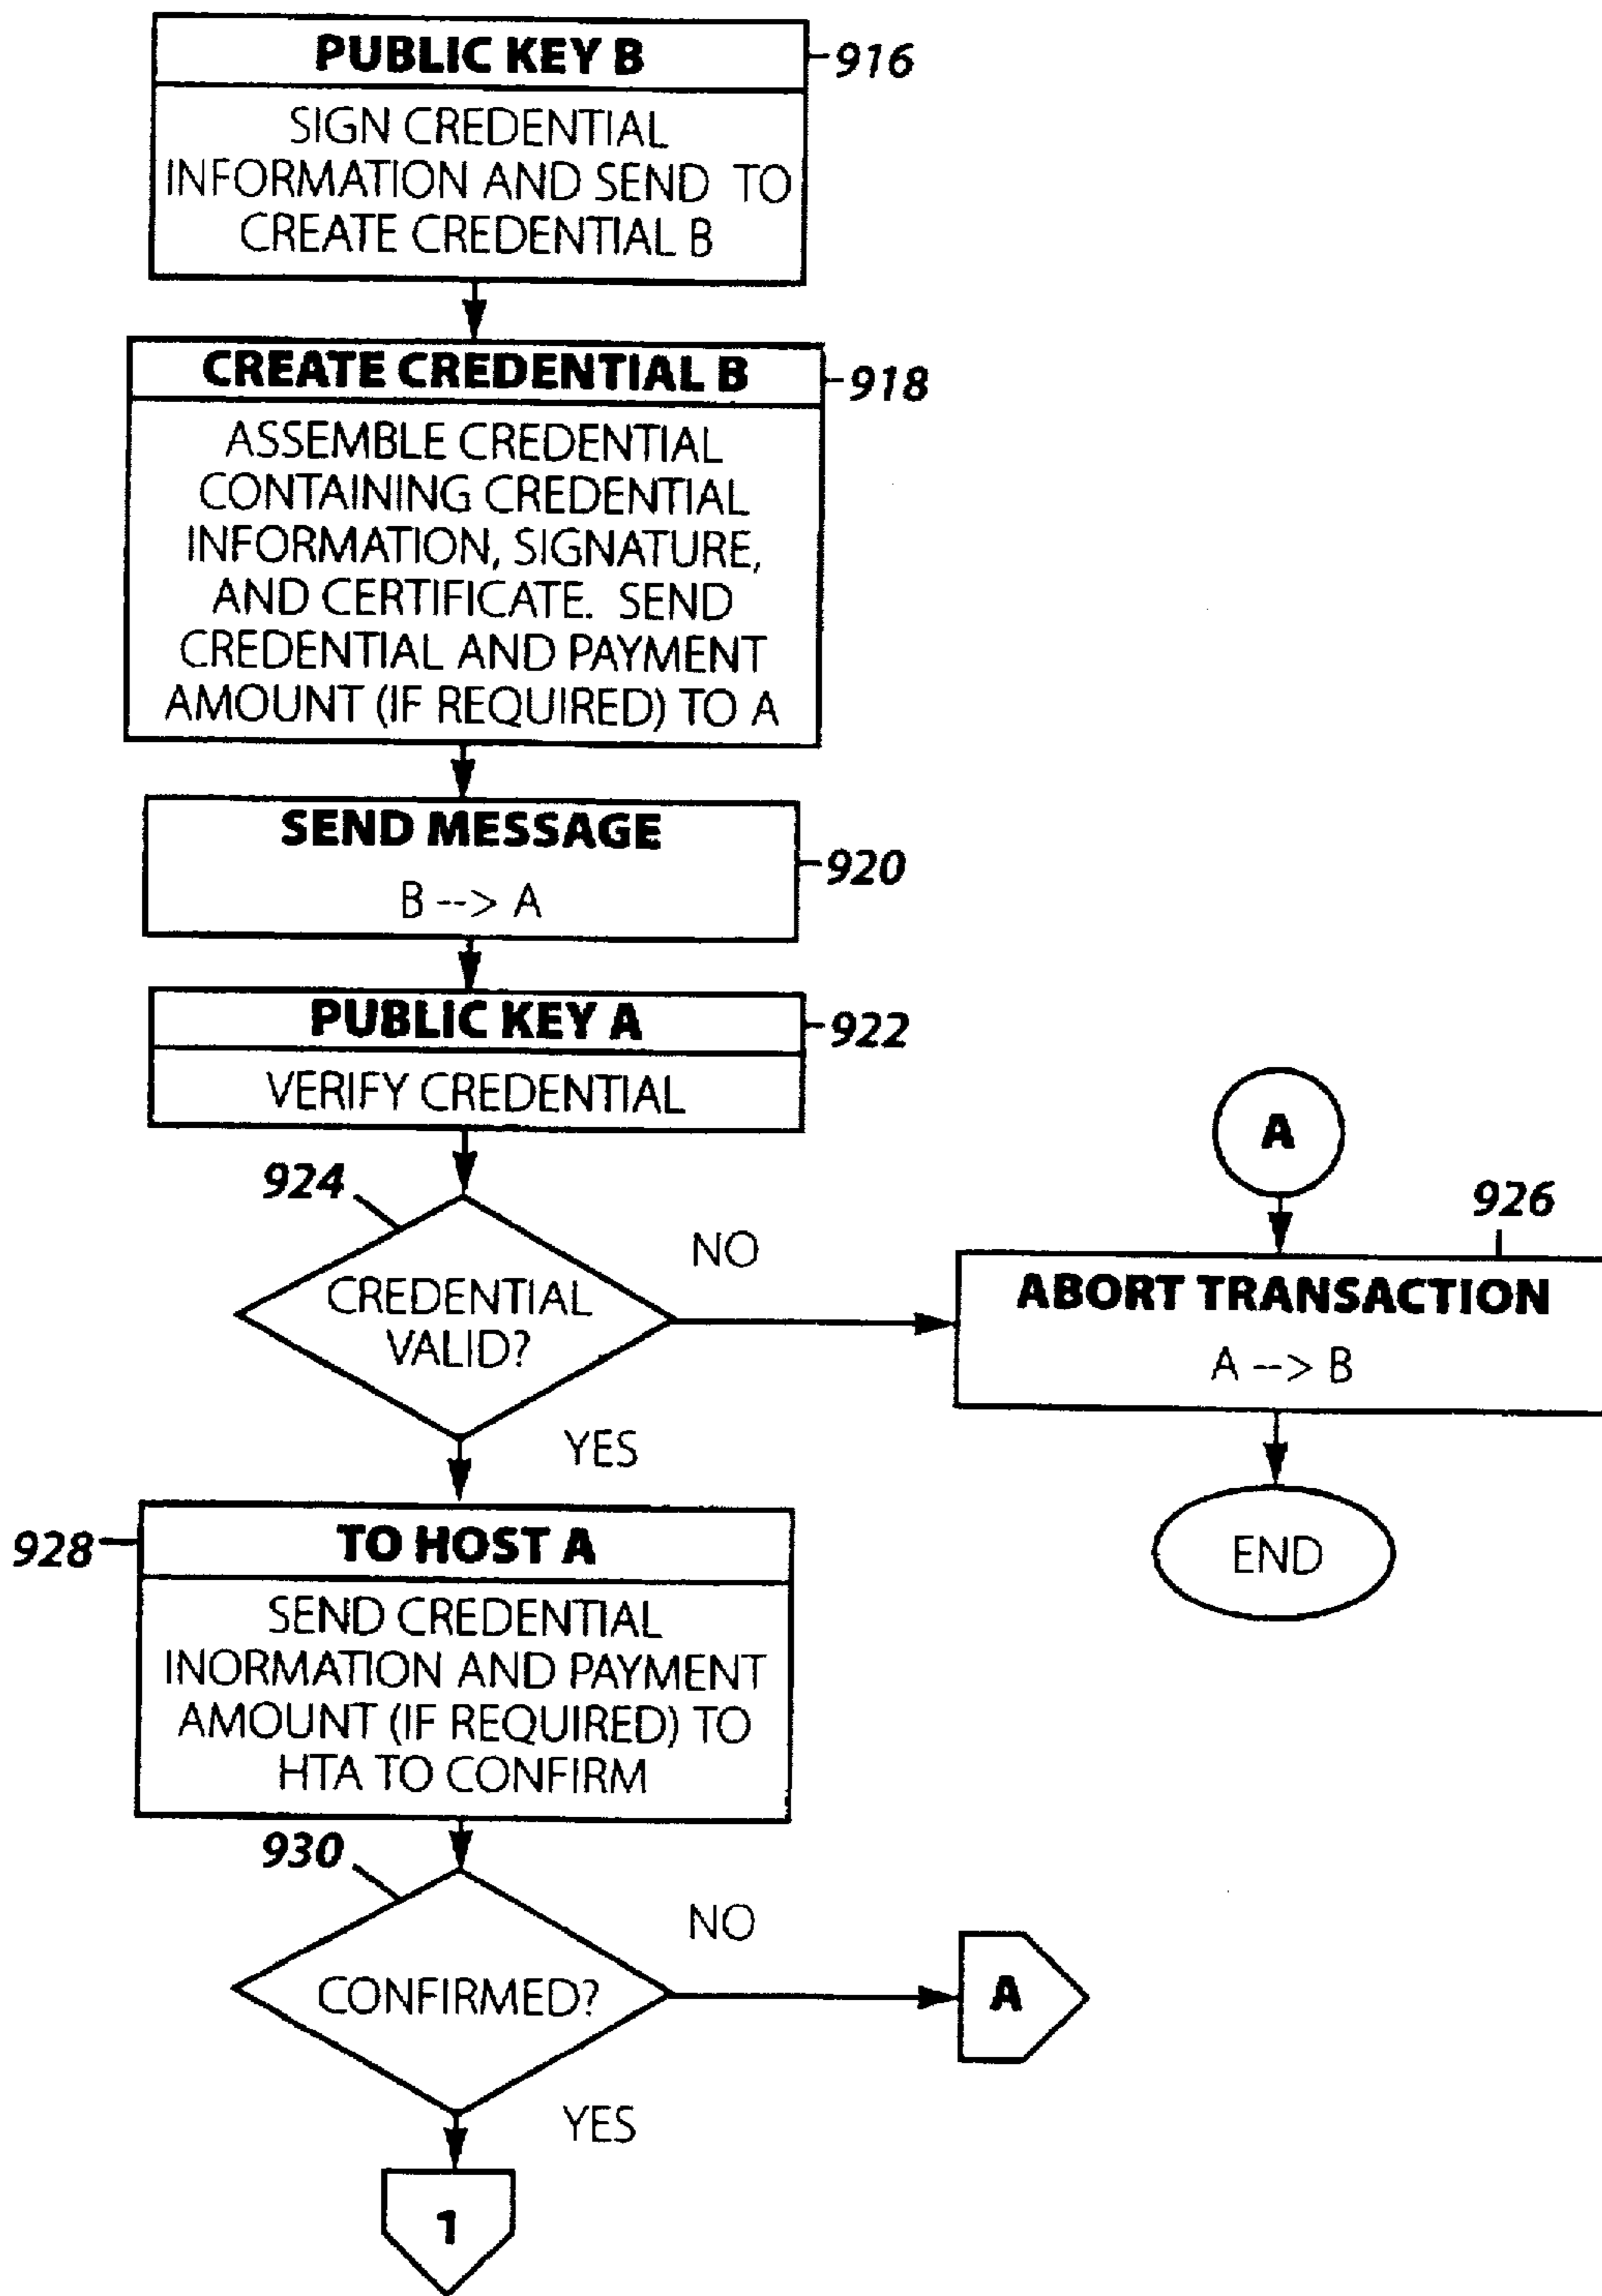 PUBLIC KEY B
916
SIGN CREDENTIAL
INFORMATION AND SEND TO
CREATE CREDENTIAL B
CREATE CREDENTIAL B
918
ASSEMBLE CREDENTIAL
CONTAINING CREDENTIAL
INFORMATION, SIGNATURE,
AND CERTIFICATE. SEND
CREDENTIAL AND PAYMENT
AMOUNT (IF REQUIRED) TO A
SEND MESSAGE
920
B --> A
PUBLIC KEY A
922
VERIFY CREDENTIAL
924
CREDENTIAL
VALID?
NO
YES
A
926
ABORT TRANSACTION
A --> B
END
928
TO HOST A
SEND CREDENTIAL
INORMATION AND PAYMENT
AMOUNT (IF REQUIRED) TO
HTA TO CONFIRM
930
CONFIRMED?
NO
A
YES
1